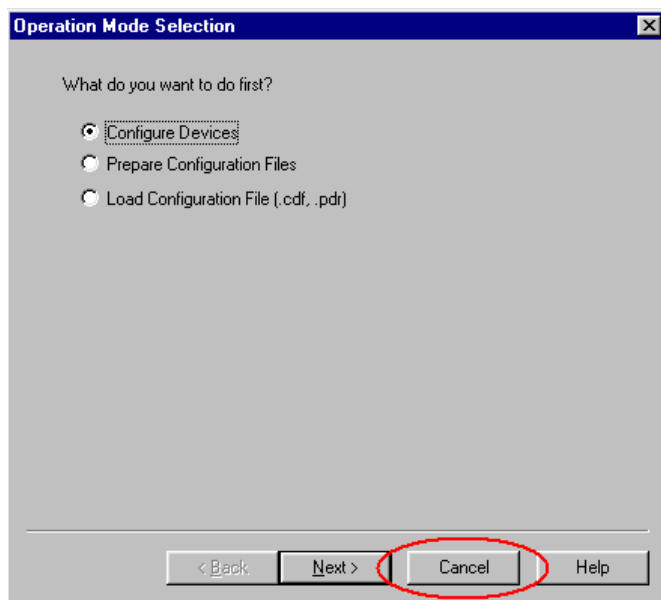 Operation Mode Selection
What do you want to do first?
Configure Devices
Prepare Configuration Files
Load Configuration File (.cdf, .pdr)
< Back Next > Cancel Help